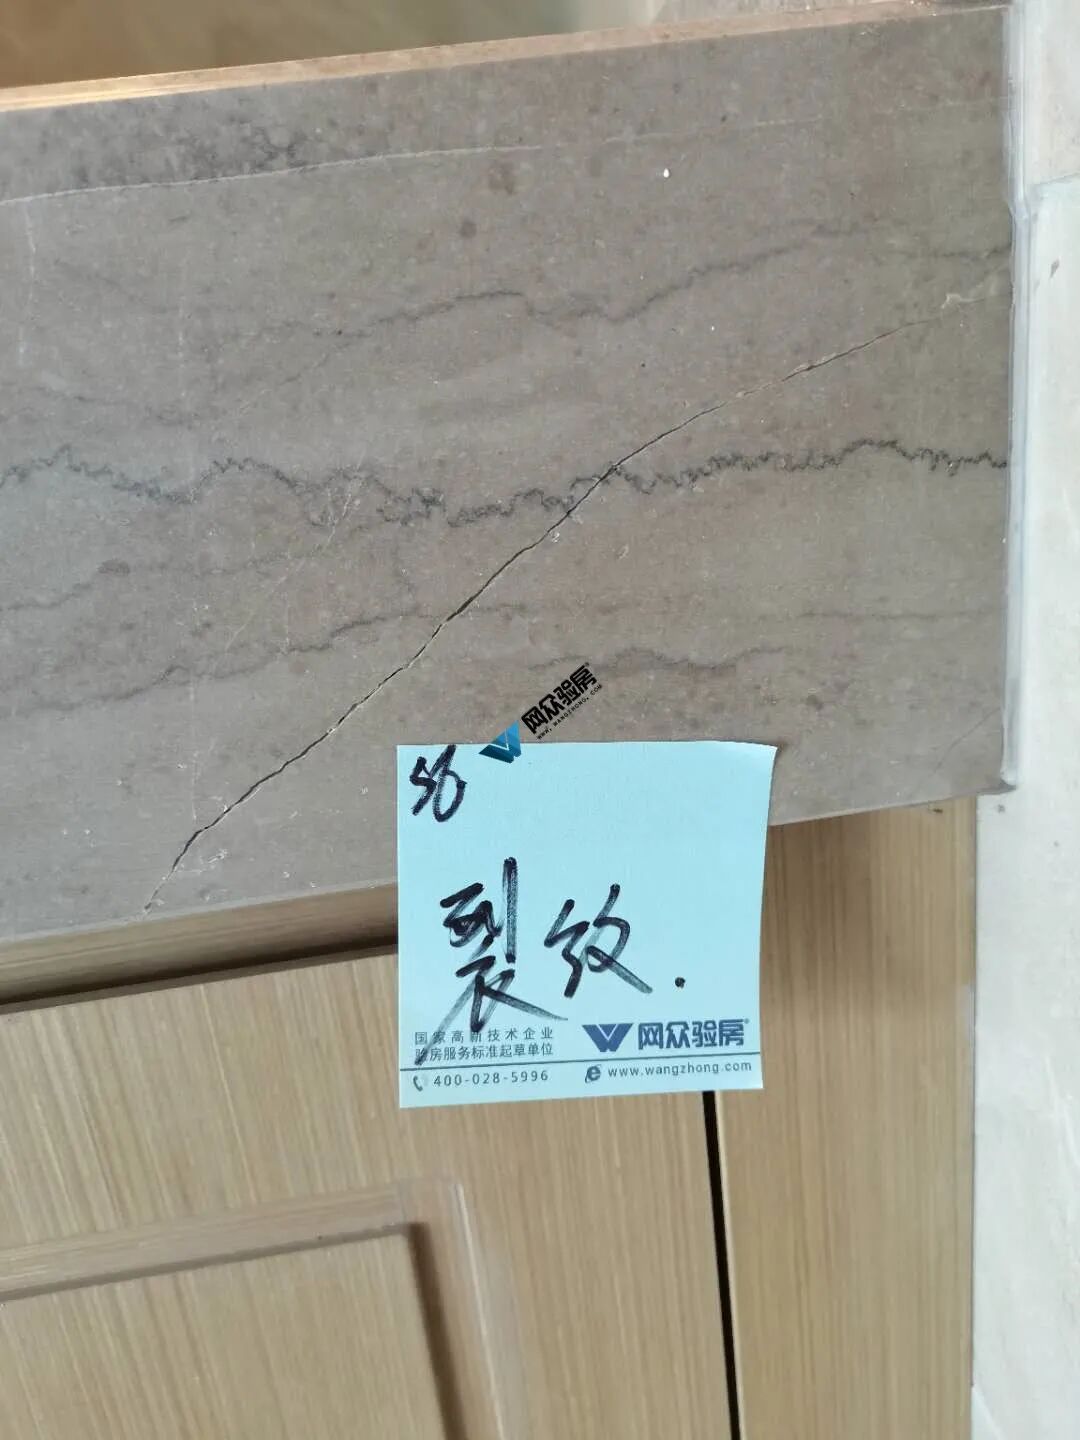 网众验房
WWW.WANGZHONG.COM
56
裂纹.
国家高新技术企业
验房服务标准起草单位
网众验房
400-028-5996
www.wangzhong.com